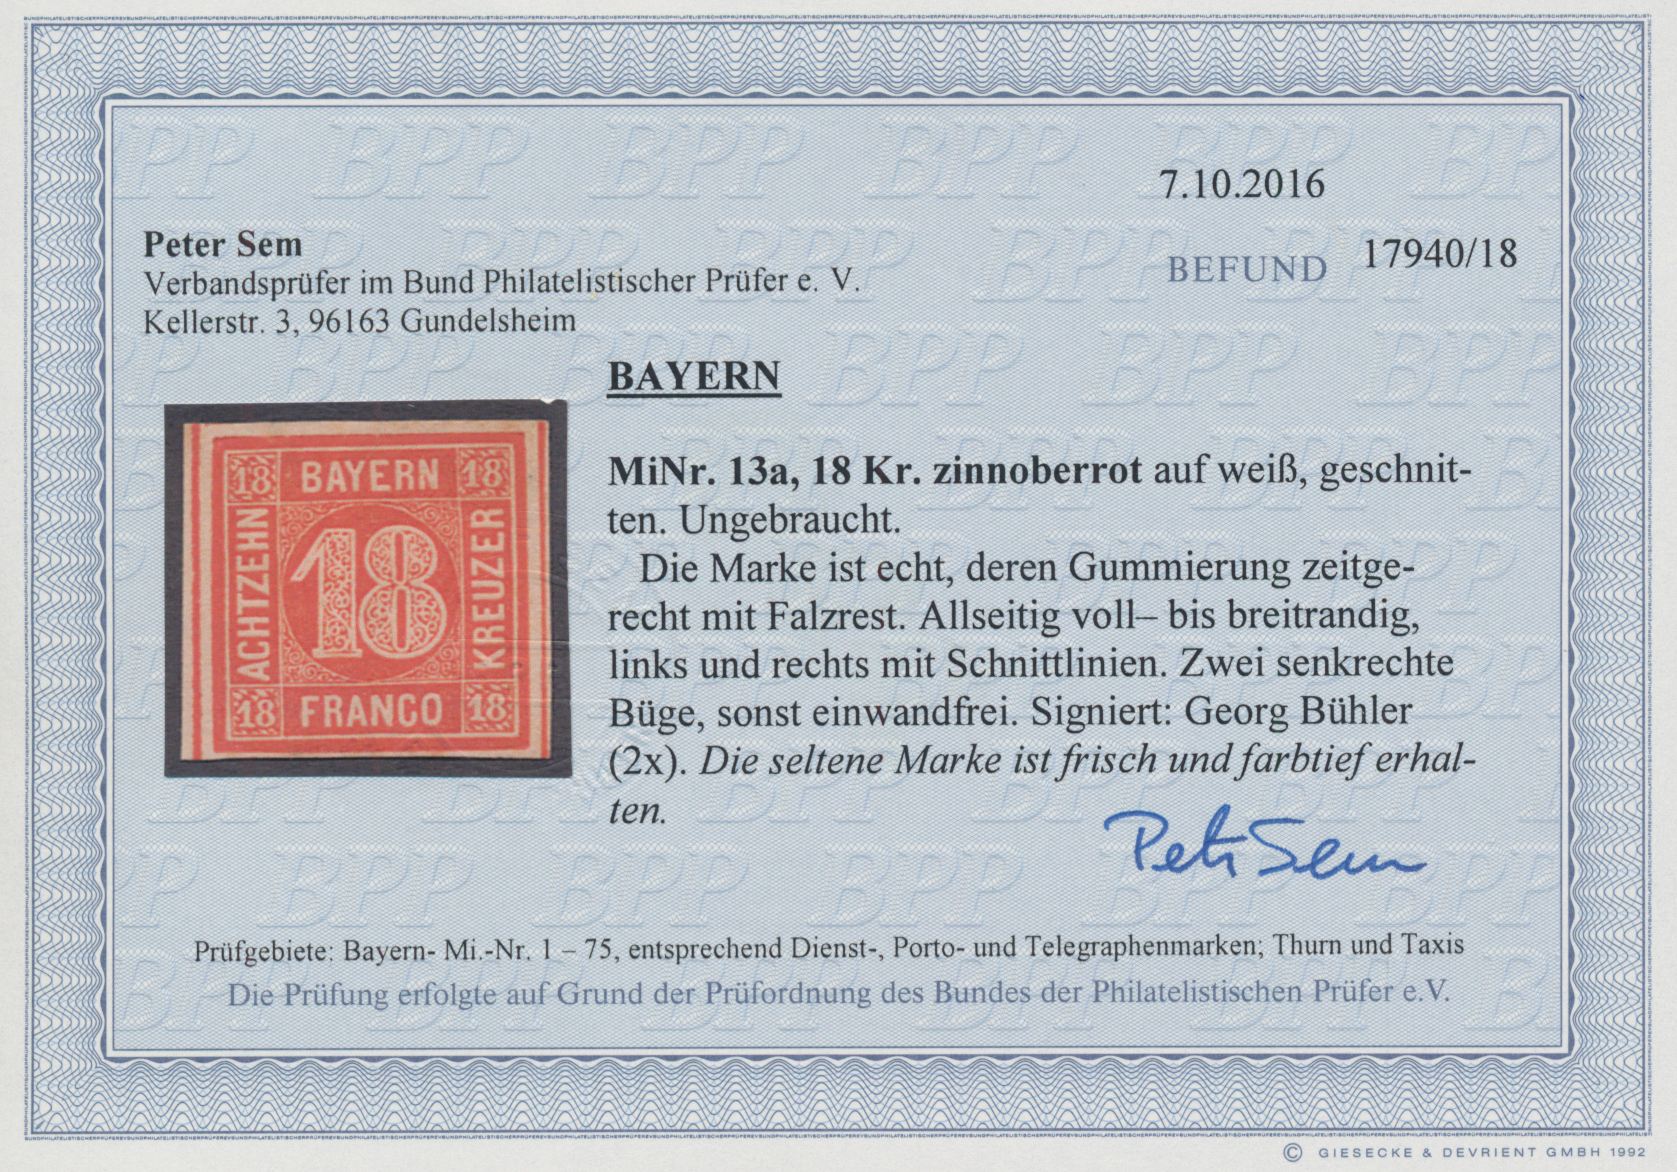 7.10.2016
Peter Sem
BEFUND 17940/18
Verbandsprüfer im Bund Philatelistischer Prüfer e. V.
Kellerstr. 3, 96163 Gundelsheim
BAYERN
18 BAYERN 18
ACHTZEHN
18
KREUZER
18 FRANCO 18
MiNr. 13a, 18 Kr. zinnoberrot auf weiß, geschnit-
ten. Ungebraucht.
Die Marke ist echt, deren Gummierung zeitge-
recht mit Falzrest. Allseitig voll– bis breitrandig,
links und rechts mit Schnittlinien. Zwei senkrechte
Büge, sonst einwandfrei. Signiert: Georg Bühler
(2x). Die seltene Marke ist frisch und farbtief erhal-
ten.
Peter Sem
Prüfgebiete: Bayern- Mi.-Nr. 1 – 75, entsprechend Dienst-, Porto- und Telegraphenmarken; Thurn und Taxis
Die Prüfung erfolgte auf Grund der Prüfordnung des Bundes der Philatelistischen Prüfer e.V.
© GIESECKE & DEVRIENT GMBH 1992